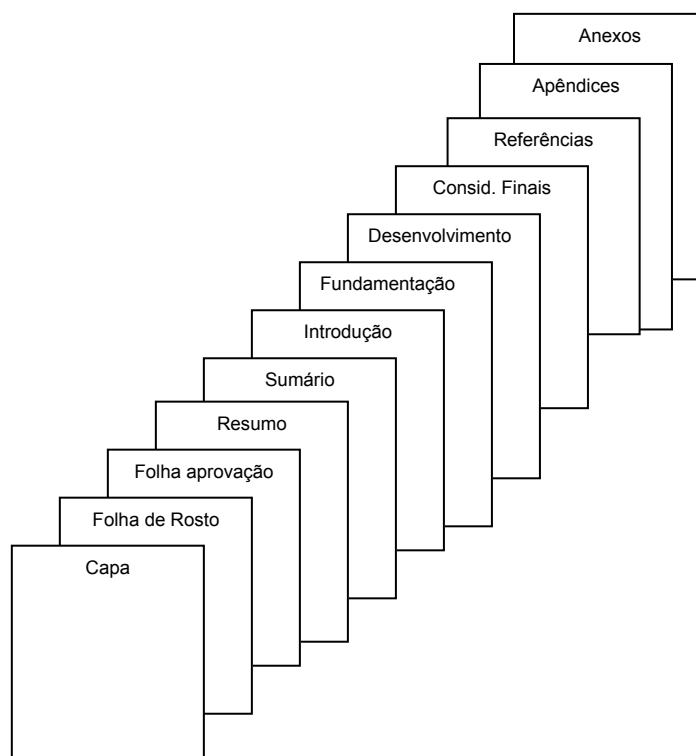 Anexos
Apêndices
Referências
Consid. Finais
Desenvolvimento
Fundamentação
Introdução
Sumário
Resumo
Folha aprovação
Folha de Rosto
Capa